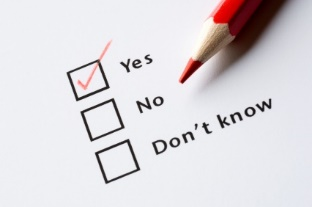 Yes
No
Don't know